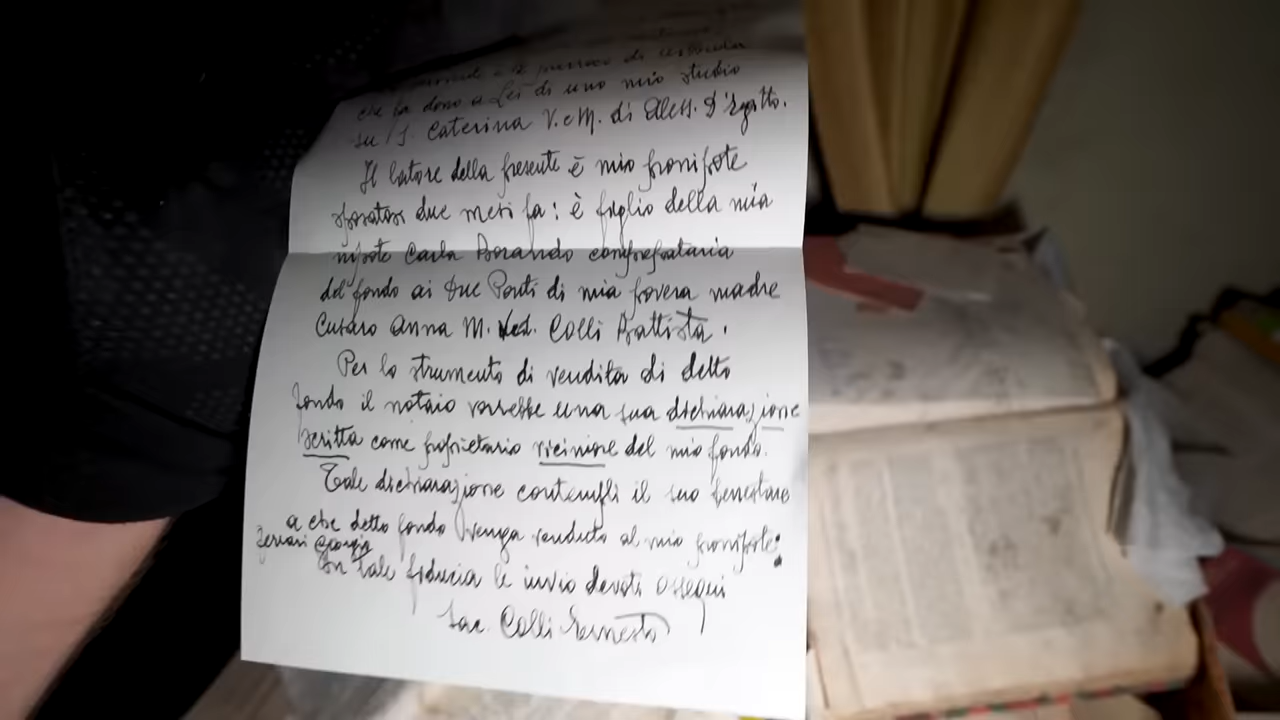 che fa dono a Lei di uno mio studio
su S. Caterina V. e M. di Aless. D'Egitto.
Il latore della presente è mio pronipote
sposatosi due mesi fa: è figlio della mia
nipote Carla Dorando comproprietaria
del fondo ai Due Ponti di mia povera madre
Cutaro Anna M. Ved. Colli Battista.
Per lo strumento di vendita di detto
fondo il notaio vorrebbe una sua dichiarazione
scritta come proprietario viciniore del mio fondo.
Tale dichiarazione contempli il suo benestare
a che detto fondo venga venduto al mio pronipote:
Ferrari Giorgio
In tale fiducia le invio devoti ossequi
Sac. Colli Ernesto